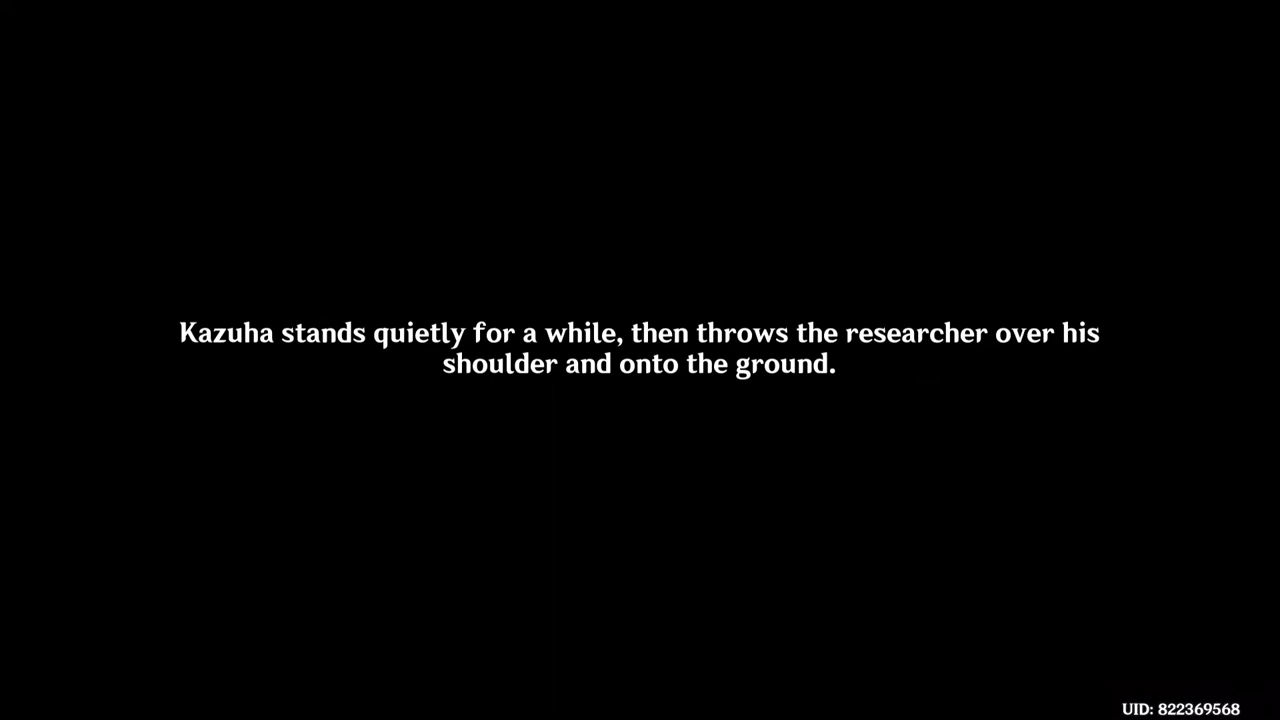 Kazuha stands quietly for a while, then throws the researcher over his
shoulder and onto the ground.
UID: 822369568